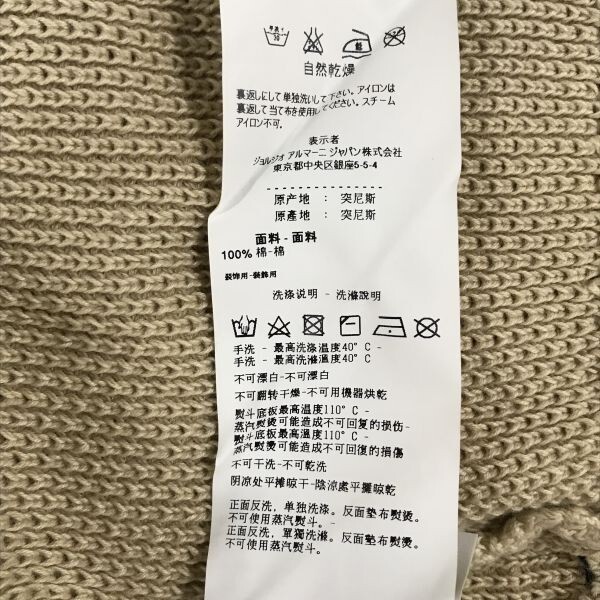 手洗イ
30
低
自然乾燥
裏返しにして単独洗いして下さい。アイロンは
裏返して当て布を使用してください。スチーム
アイロン不可.
表示者
ジョルジオ アルマーニ ジャパン株式会社
東京都中央区銀座5-5-4
原产地 : 突尼斯
原產地 : 突尼斯
面料 - 面料
100% 棉-棉
装饰用 - 裝飾用
洗涤说明 - 洗滌說明
手洗 - 最高洗涤温度40° C -
手洗 - 最高洗滌溫度40° C
不可漂白-不可漂白
不可翻转干燥-不可用機器烘乾
熨斗底板最高温度110° C -
蒸汽熨烫可能造成不可回复的损伤-
熨斗底板最高溫度110° C
蒸汽熨燙可能造成不可回復的損傷
不可干洗-不可乾洗
阴凉处平摊晾干-陰涼處平攤晾乾
正面反洗，单独洗涤。反面垫布熨烫。
不可使用蒸汽熨斗。-
正面反洗，單獨洗滌。反面墊布熨燙。
不可使用蒸汽熨斗。